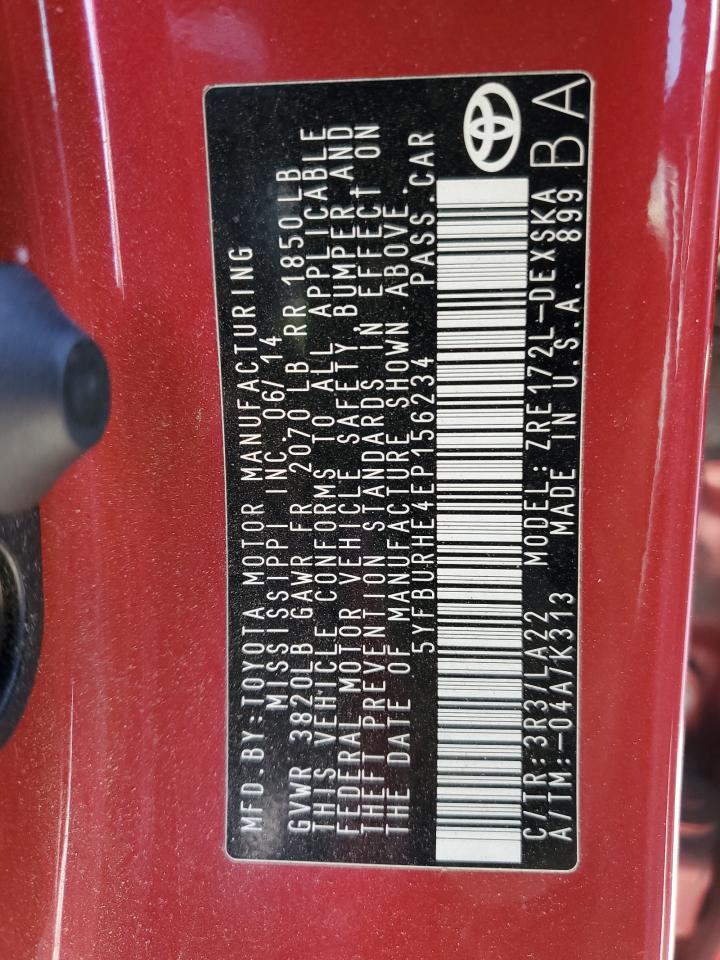 MFD.BY:TOYOTA MOTOR MANUFACTURING
MISSISSIPPI INC.06/14
GVWR 3820LB GAWR FR 2070 LB RR 1850 LB
THIS VEHICLE CONFORMS TO ALL APPLICABLE
FEDERAL MOTOR VEHICLE SAFETY, BUMPER, AND
THEFT PREVENTION STANDARDS IN EFFECT ON
THE DATE OF MANUFACTURE SHOWN ABOVE.
5YFBURHE4EP156234 PASS.CAR
C/TR:3R3/LA22 MODEL:ZRE172L-DEXSKA
A/TM:-04A/K313 MADE IN U.S.A. 899 BA